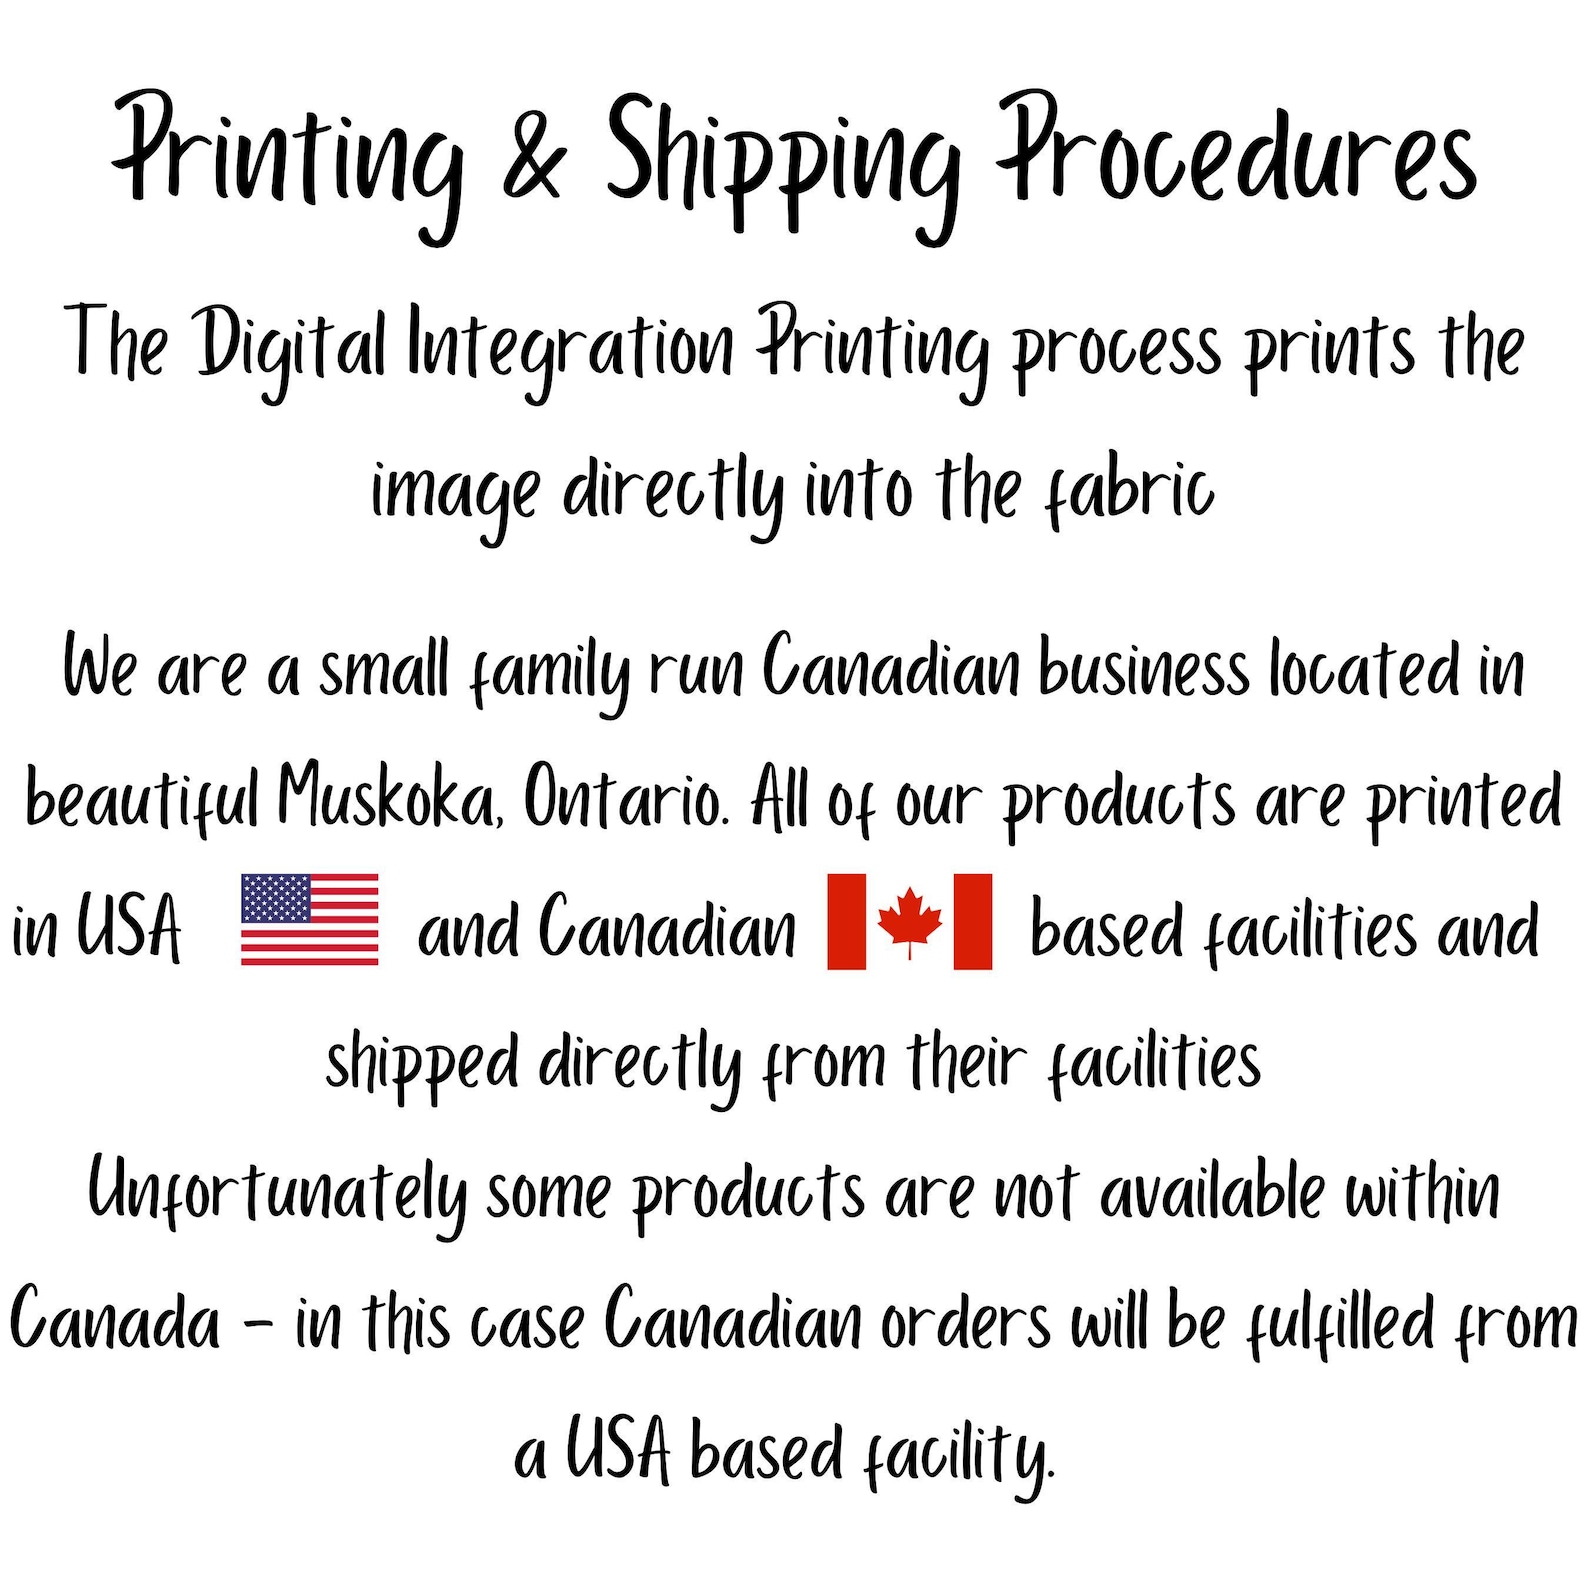 Printing & Shipping Procedures
The Digital Integration Printing process prints the
image directly into the fabric
We are a small family run Canadian business located in
beautiful Muskoka, Ontario. All of our products are printed
in USA and Canadian based facilities and
shipped directly from their facilities
Unfortunately some products are not available within
Canada - in this case Canadian orders will be fulfilled from
a USA based facility.